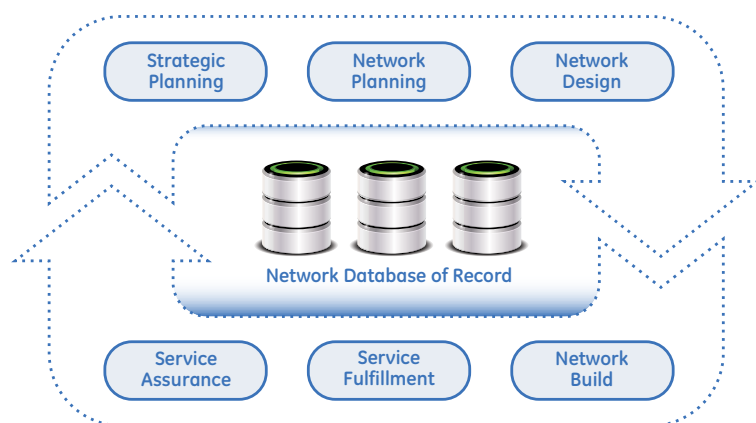 Strategic
Planning
Network
Planning
Network
Design
Network Database of Record
Service
Assurance
Service
Fulfillment
Network
Build